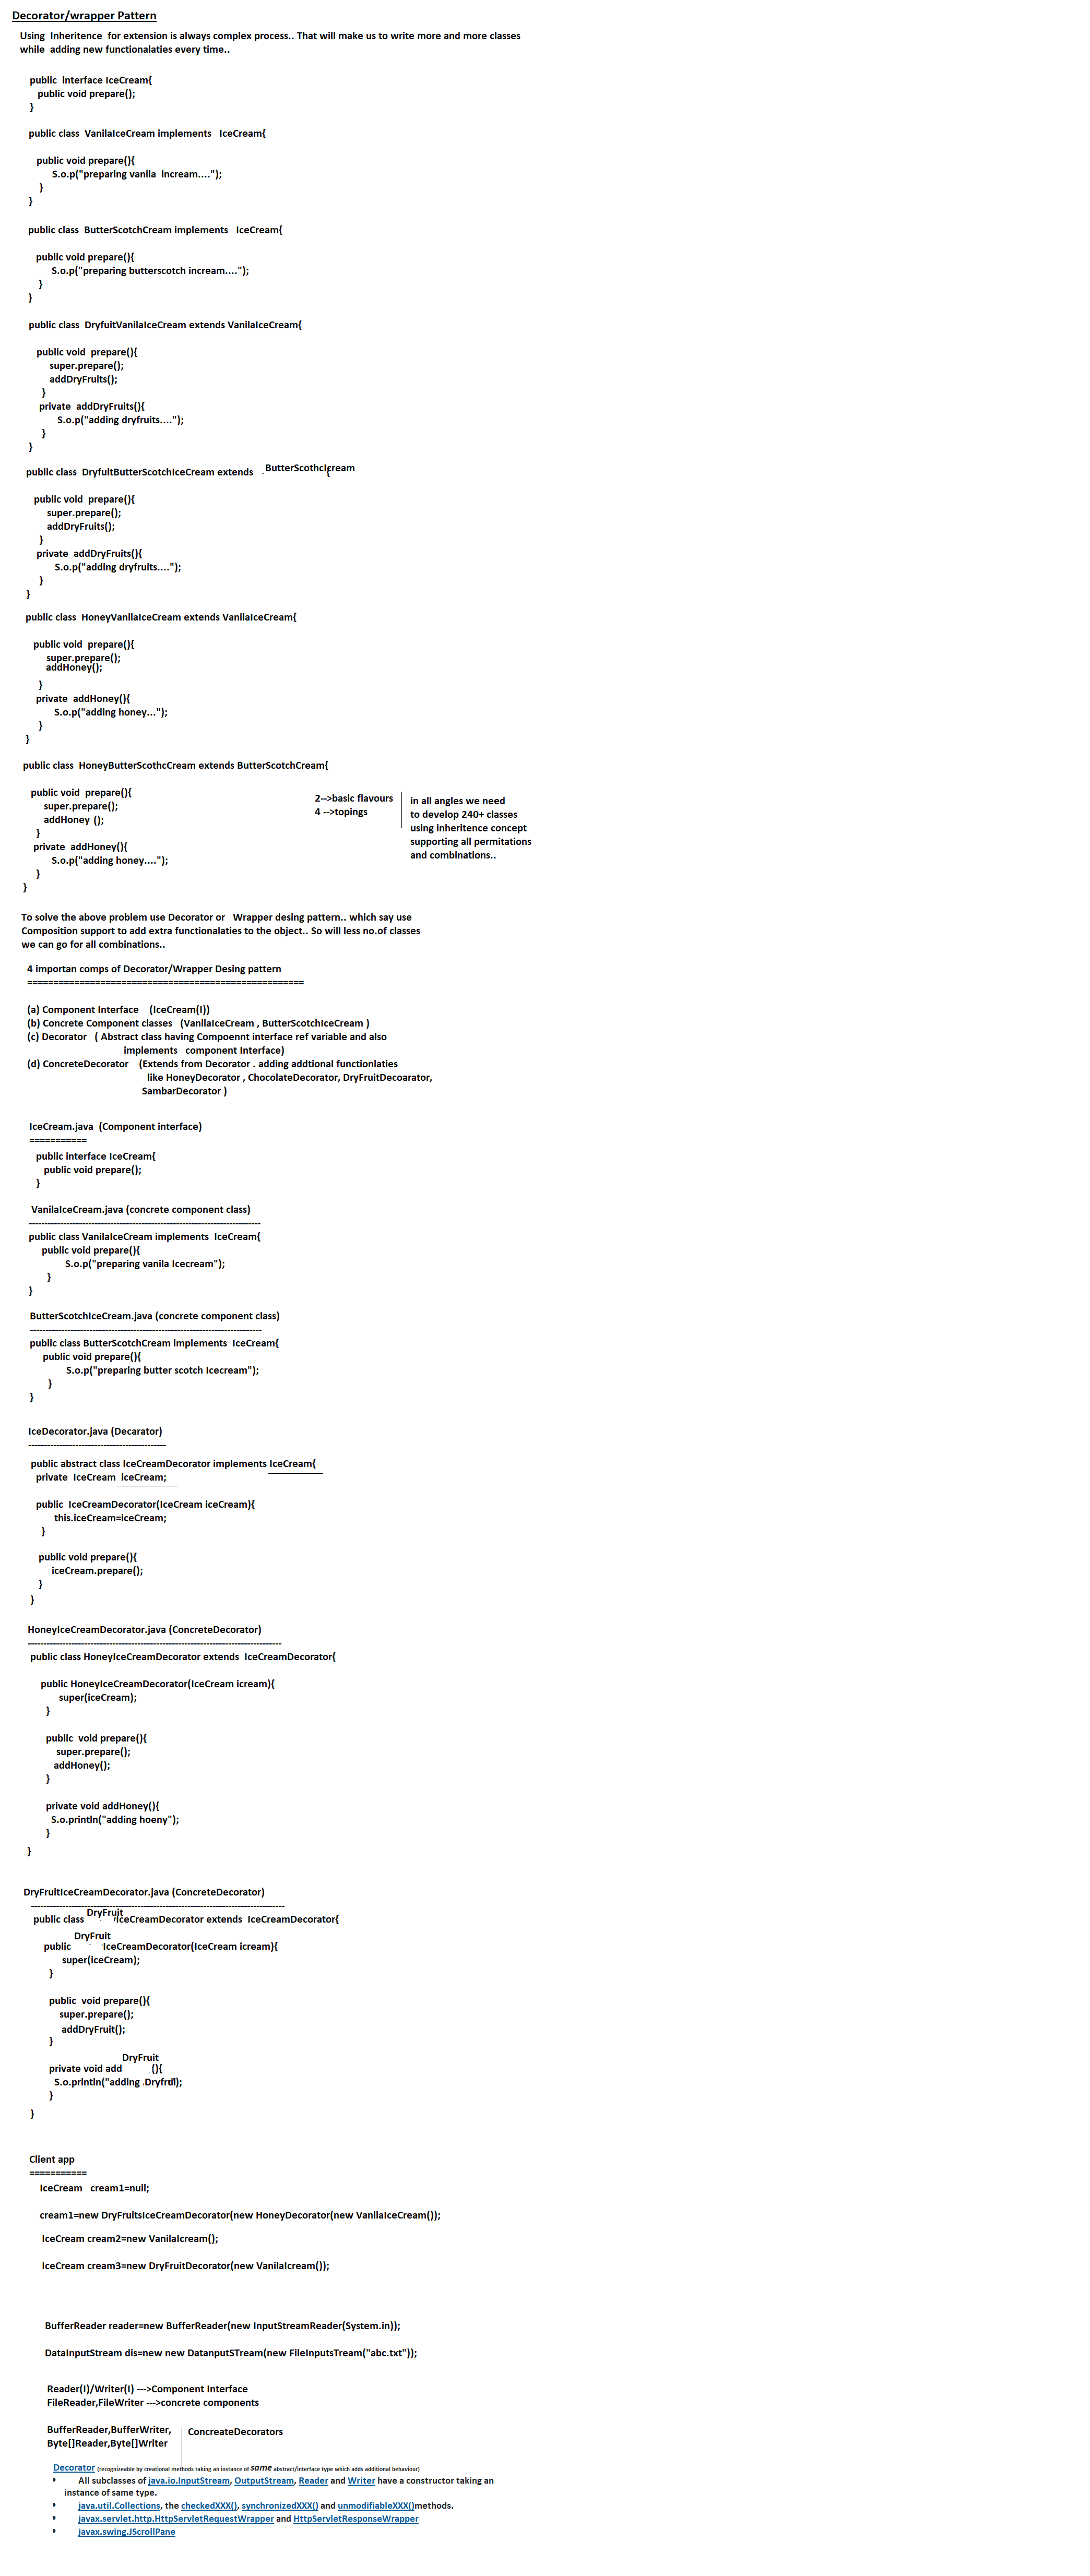 Decorator/wrapper Pattern
Using Inheritence for extension is always complex process.. That will make us to write more and more classes
while adding new functionalaties every time..
public interface IceCream{
public void prepare();
}
public class VanilaIceCream implements IceCream{
public void prepare(){
S.o.p("preparing vanila incream....");
}
}
public class ButterScotchCream implements IceCream{
public void prepare(){
S.o.p("preparing butterscotch incream....");
}
}
public class DryfuitVanilaIceCream extends VanilaIceCream{
public void prepare(){
super.prepare();
addDryFruits();
}
private addDryFruits(){
S.o.p("adding dryfruits....");
}
}
public class DryfuitButterScotchIceCream extends ButterScothcIcream{
public void prepare(){
super.prepare();
addDryFruits();
}
private addDryFruits(){
S.o.p("adding dryfruits....");
}
}
public class HoneyVanilaIceCream extends VanilaIceCream{
public void prepare(){
super.prepare();
addHoney();
}
private addHoney(){
S.o.p("adding honey...");
}
}
public class HoneyButterScothcCream extends ButterScotchCream{
public void prepare(){
super.prepare();
addHoney ();
}
private addHoney(){
S.o.p("adding honey....");
}
}
2-->basic flavours
4 -->topings
in all angles we need
to develop 240+ classes
using inheritence concept
supporting all permitations
and combinations..
To solve the above problem use Decorator or Wrapper desing pattern.. which say use
Composition support to add extra functionalaties to the object.. So will less no.of classes
we can go for all combinations..
4 importan comps of Decorator/Wrapper Desing pattern
=====================================================
(a) Component Interface (IceCream(I))
(b) Concrete Component classes (VanilaIceCream , ButterScotchIceCream )
(c) Decorator ( Abstract class having Compoennt interface ref variable and also
implements component Interface)
(d) ConcreteDecorator (Extends from Decorator . adding addtional functionlaties
like HoneyDecorator , ChocolateDecorator, DryFruitDecoarator,
SambarDecorator )
IceCream.java (Component interface)
===========
public interface IceCream{
public void prepare();
}
VanilaIceCream.java (concrete component class)
--------------------------------------------------------------------------
public class VanilaIceCream implements IceCream{
public void prepare(){
S.o.p("preparing vanila Icecream");
}
}
ButterScotchIceCream.java (concrete component class)
--------------------------------------------------------------------------
public class ButterScotchCream implements IceCream{
public void prepare(){
S.o.p("preparing butter scotch Icecream");
}
}
IceDecorator.java (Decarator)
--------------------------------------------
public abstract class IceCreamDecorator implements IceCream{
private IceCream iceCream;
public IceCreamDecorator(IceCream iceCream){
this.iceCream=iceCream;
}
public void prepare(){
iceCream.prepare();
}
}
HoneyIceCreamDecorator.java (ConcreteDecorator)
---------------------------------------------------------------------------------
public class HoneyIceCreamDecorator extends IceCreamDecorator{
public HoneyIceCreamDecorator(IceCream icream){
super(iceCream);
}
public void prepare(){
super.prepare();
addHoney();
}
private void addHoney(){
S.o.println("adding hoeny");
}
}
DryFruitIceCreamDecorator.java (ConcreteDecorator)
---------------------------------------------------------------------------------
public class DryFruitIceCreamDecorator extends IceCreamDecorator{
public DryFruitIceCreamDecorator(IceCream icream){
super(iceCream);
}
public void prepare(){
super.prepare();
addDryFruit();
}
private void addDryFruit(){
S.o.println("adding Dryfrui);
}
}
Client app
===========
IceCream cream1=null;
cream1=new DryFruitsIceCreamDecorator(new HoneyDecorator(new VanilaIceCream());
IceCream cream2=new VanilaIcream();
IceCream cream3=new DryFruitDecorator(new VanilaIcream());
BufferReader reader=new BufferReader(new InputStreamReader(System.in));
DataInputStream dis=new new DatanputSTream(new FileInputsTream("abc.txt"));
Reader(I)/Writer(I) --->Component Interface
FileReader,FileWriter --->concrete components
BufferReader,BufferWriter,
Byte[]Reader,Byte[]Writer
ConcreateDecorators
Decorator (recognizeable by creational methods taking an instance of same abstract/interface type which adds additional behaviour)
All subclasses of java.io.InputStream, OutputStream, Reader and Writer have a constructor taking an
instance of same type.
java.util.Collections, the checkedXXX(), synchronizedXXX() and unmodifiableXXX()methods.
javax.servlet.http.HttpServletRequestWrapper and HttpServletResponseWrapper
javax.swing.JScrollPane